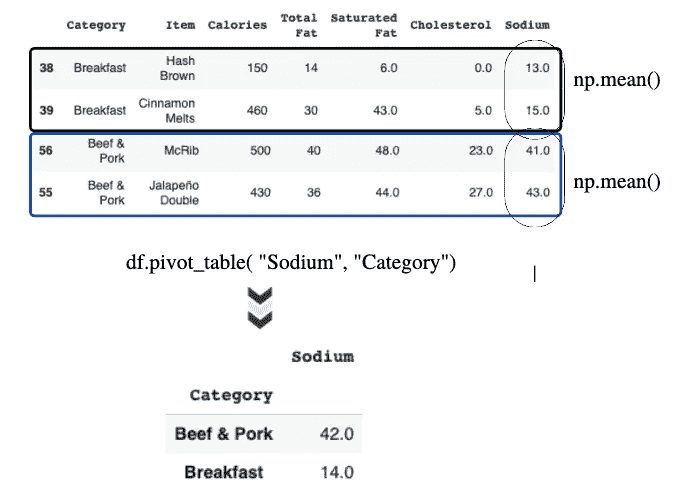 Category Item Calories Total Fat Saturated Fat Cholesterol Sodium
38 Breakfast Hash Brown 150 14 6.0 0.0 13.0
np.mean()
39 Breakfast Cinnamon Melts 460 30 43.0 5.0 15.0
56 Beef & Pork McRib 500 40 48.0 23.0 41.0
np.mean()
55 Beef & Pork Jalapeño Double 430 36 44.0 27.0 43.0
df.pivot_table( "Sodium", "Category")
Sodium
Category
Beef & Pork 42.0
Breakfast 14.0